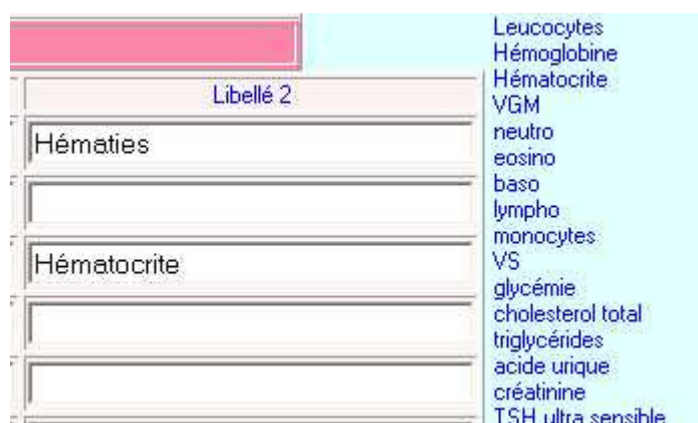 Libellé 2
Hématies
Hématocrite
Leucocytes
Hémoglobine
Hématocrite
VGM
neutro
eosino
baso
lympho
monocytes
VS
glycémie
cholesterol total
triglycérides
acide urique
créatinine
TSH ultra sensible